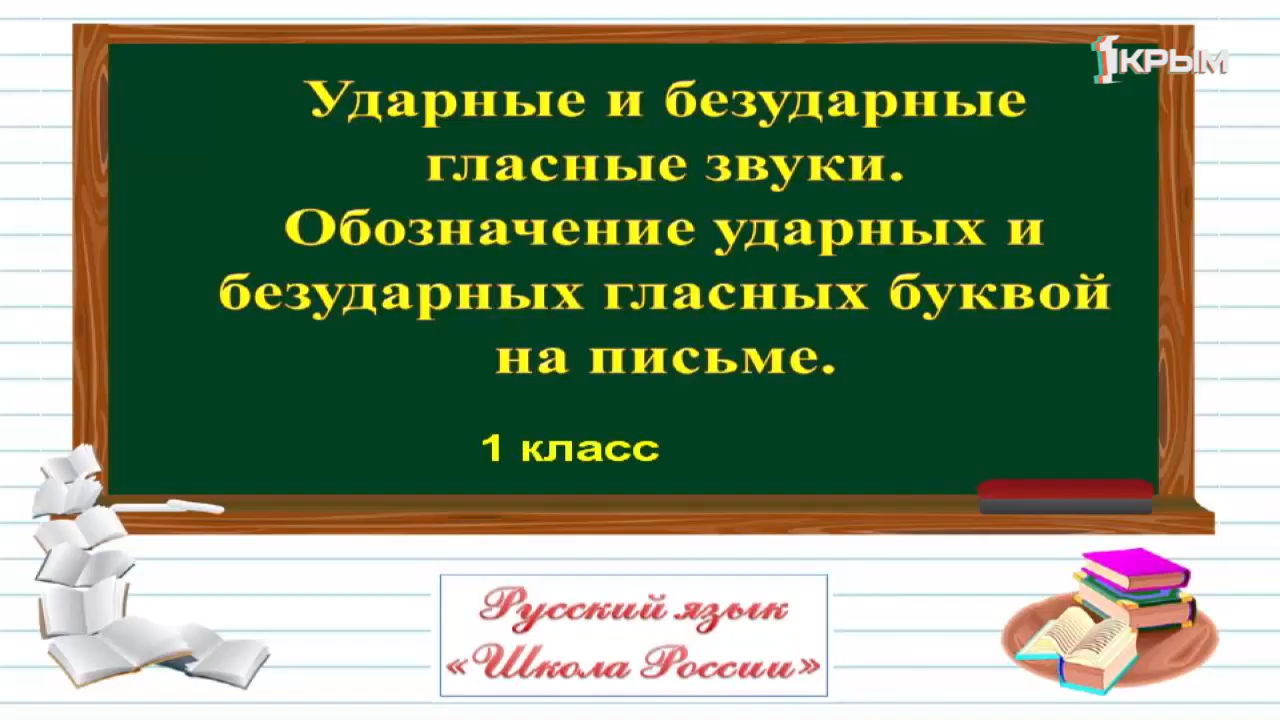 1КРЫМ
Ударные и безударные
гласные звуки.
Обозначение ударных и
безударных гласных буквой
на письме.
1 класс
Русский язык
«Школа России»